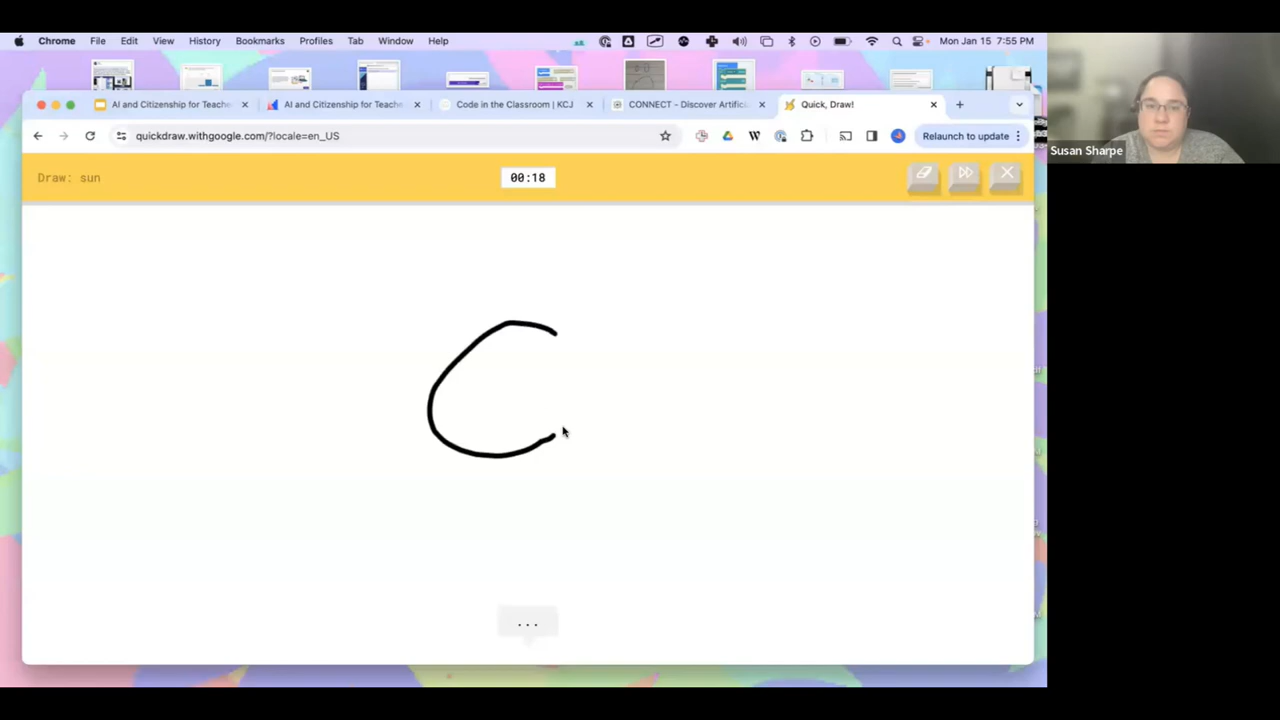 Chrome File Edit View History Bookmarks Profiles Tab Window Help Mon Jan 15 7:55 PM
AI and Citizenship for Teache AI and Citizenship for Teache Code in the Classroom | KCJ CONNECT - Discover Artific Quick, Draw!
quickdraw.withgoogle.com/?locale=en_US W Relaunch to update
Susan Sharpe
Draw: sun 00:18
...